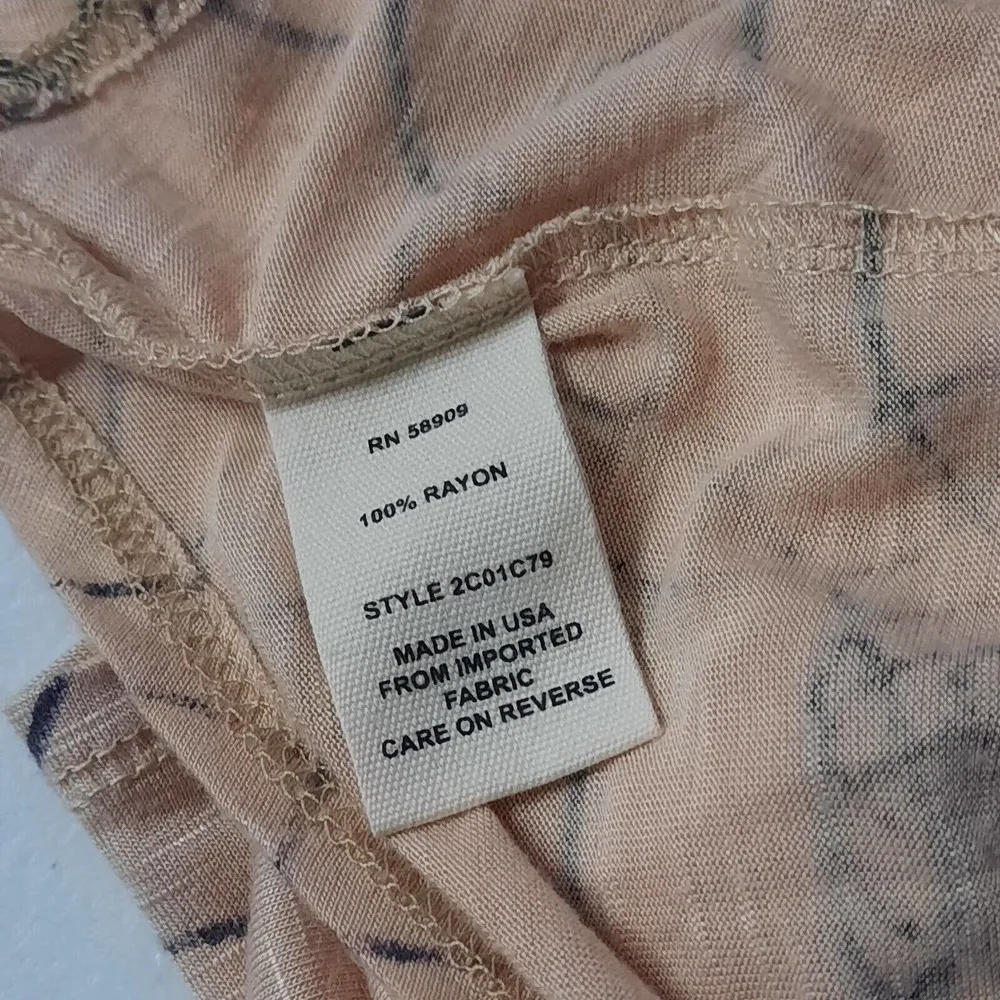 RN 58909
100% RAYON
STYLE 2C01C79
MADE IN USA
FROM IMPORTED
FABRIC
CARE ON REVERSE